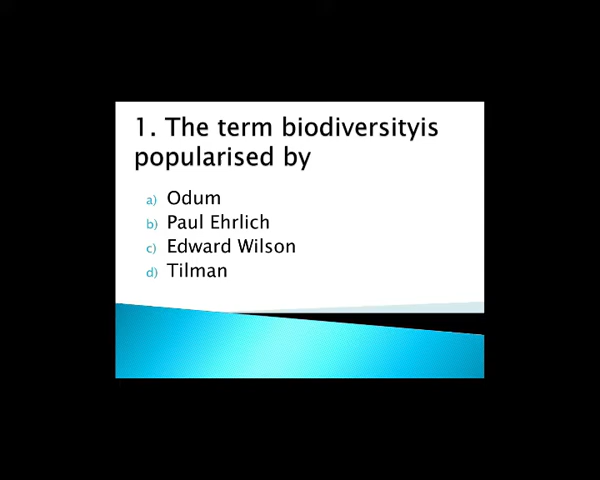 1. The term biodiversityis
popularised by
a) Odum
b) Paul Ehrlich
c) Edward Wilson
d) Tilman